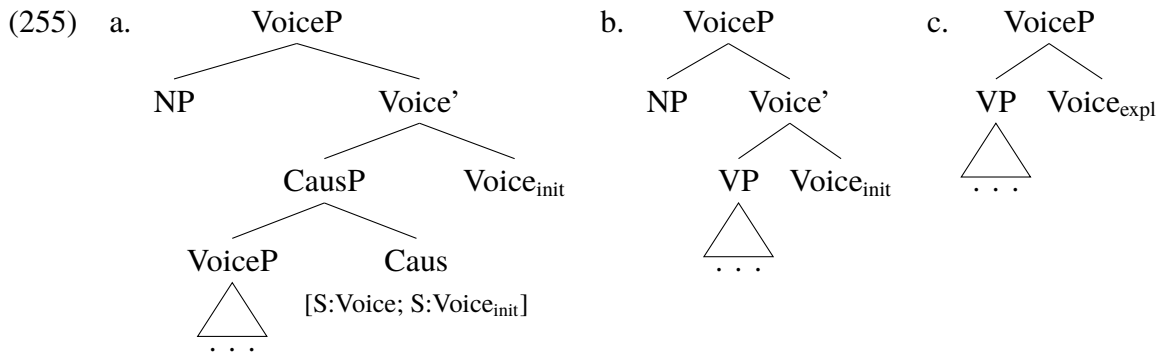 (255) a. VoiceP b. VoiceP c. VoiceP
NP Voice’ NP Voice’ VP Voice_expl
CausP Voice_init VP Voice_init . . .
VoiceP Caus . . .
[S:Voice; S:Voice_init]
. . .